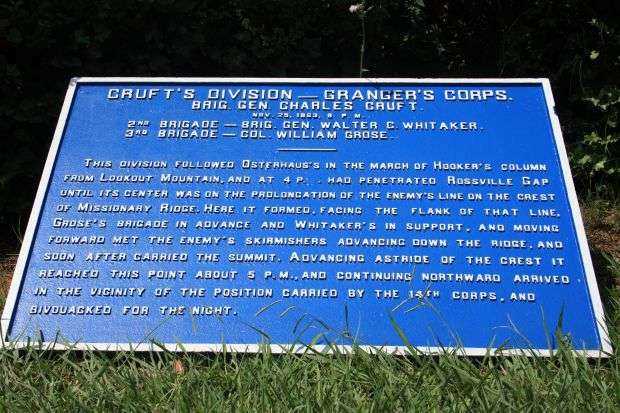 CRUFT'S DIVISION — GRANGER'S CORPS.
BRIG. GEN. CHARLES CRUFT.
NOV. 25, 1863, 5 P. M.
2ND BRIGADE — BRIG. GEN. WALTER C. WHITAKER.
3RD BRIGADE — COL. WILLIAM GROSE.
THIS DIVISION FOLLOWED OSTERHAUS'S IN THE MARCH OF HOOKER'S COLUMN
FROM LOOKOUT MOUNTAIN, AND AT 4 P. . HAD PENETRATED ROSSVILLE GAP
UNTIL ITS CENTER WAS ON THE PROLONGATION OF THE ENEMY'S LINE ON THE CREST
OF MISSIONARY RIDGE. HERE IT FORMED, FACING THE FLANK OF THAT LINE,
GROSE'S BRIGADE IN ADVANCE AND WHITAKER'S IN SUPPORT, AND MOVING
FORWARD MET THE ENEMY'S SKIRMISHERS ADVANCING DOWN THE RIDGE, AND
SOON AFTER CARRIED THE SUMMIT. ADVANCING ASTRIDE OF THE CREST IT
REACHED THIS POINT ABOUT 5 P.M., AND CONTINUING NORTHWARD ARRIVED
IN THE VICINITY OF THE POSITION CARRIED BY THE 14TH CORPS, AND
BIVOUACKED FOR THE NIGHT.